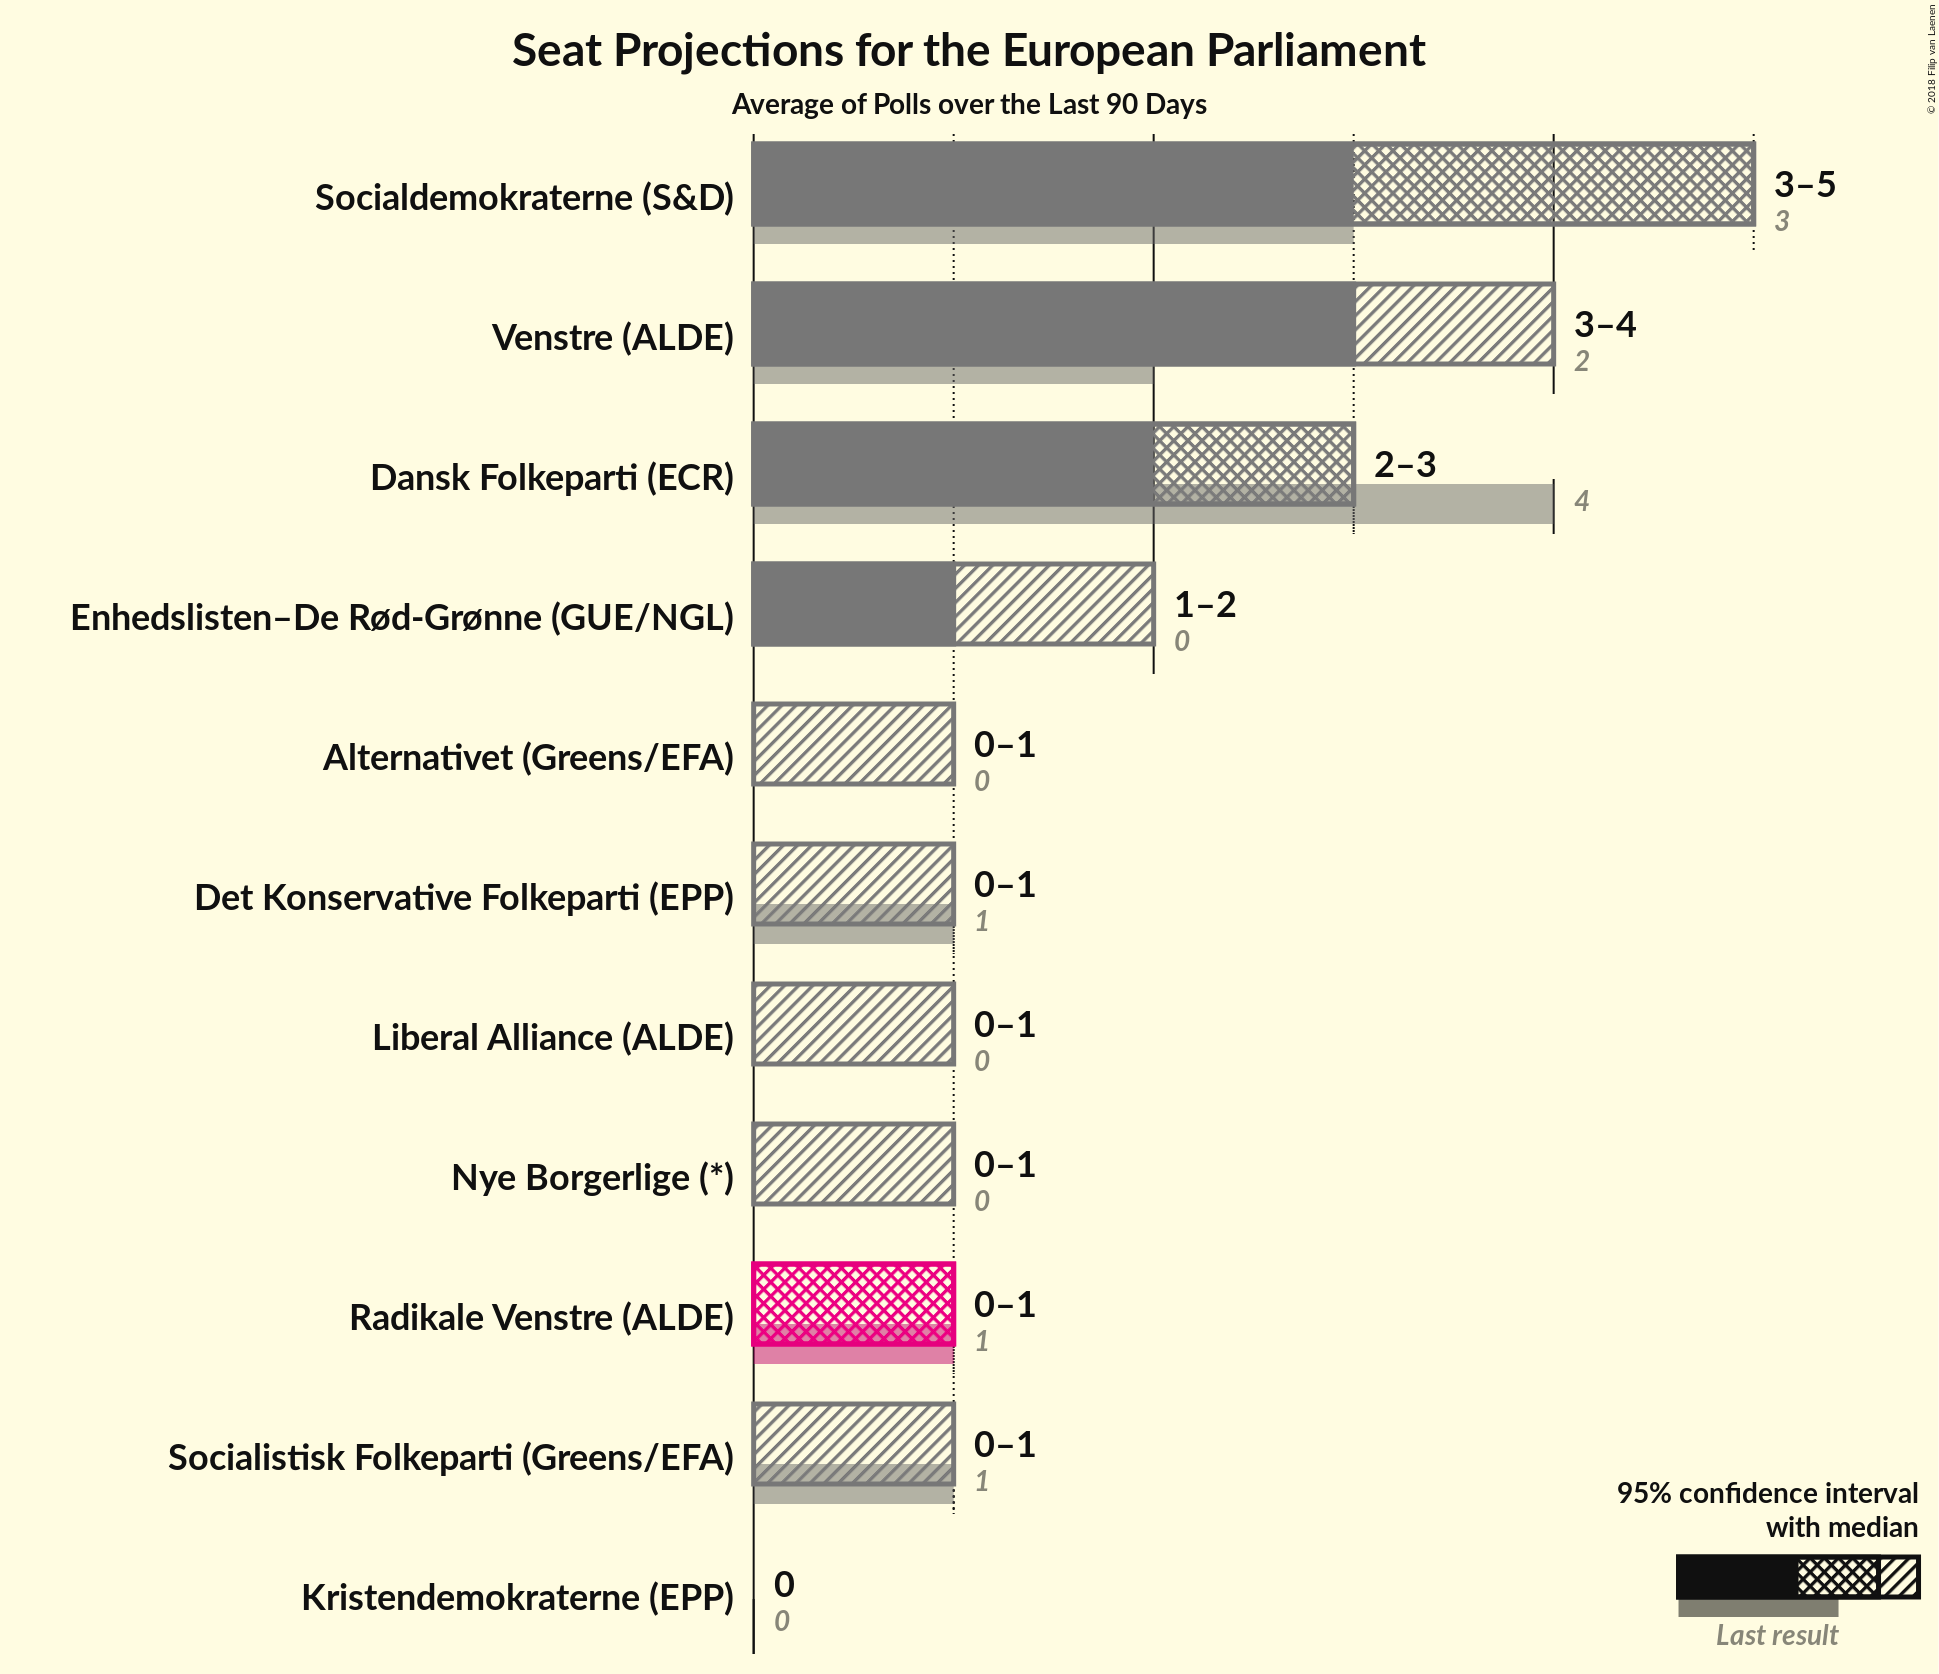 Seat Projections for the European Parliament
Average of Polls over the Last 90 Days
© 2018 Filip van Laenen
Socialdemokraterne (S&D)
3–5
3
Venstre (ALDE)
3–4
2
Dansk Folkeparti (ECR)
2–3
4
Enhedslisten–De Rød-Grønne (GUE/NGL)
1–2
0
Alternativet (Greens/EFA)
0–1
0
Det Konservative Folkeparti (EPP)
0–1
1
Liberal Alliance (ALDE)
0–1
0
Nye Borgerlige (*)
0–1
0
Radikale Venstre (ALDE)
0–1
1
Socialistisk Folkeparti (Greens/EFA)
0–1
1
Kristendemokraterne (EPP)
0
0
95% confidence interval
with median
Last result